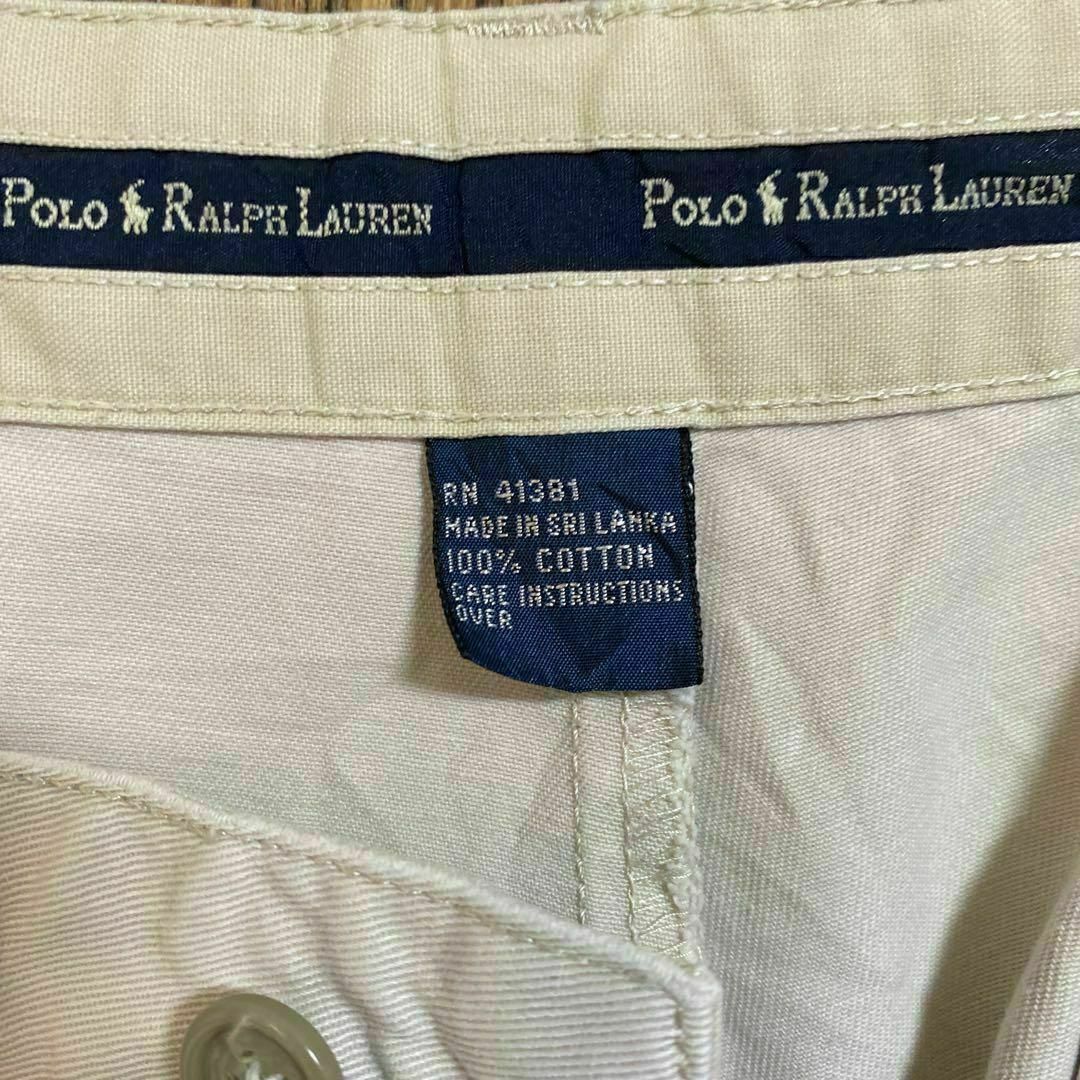 POLO RALPH LAUREN POLO RALPH LAUREN
RN 41381
MADE IN SRI LANKA
100% COTTON
CARE INSTRUCTIONS
OVER